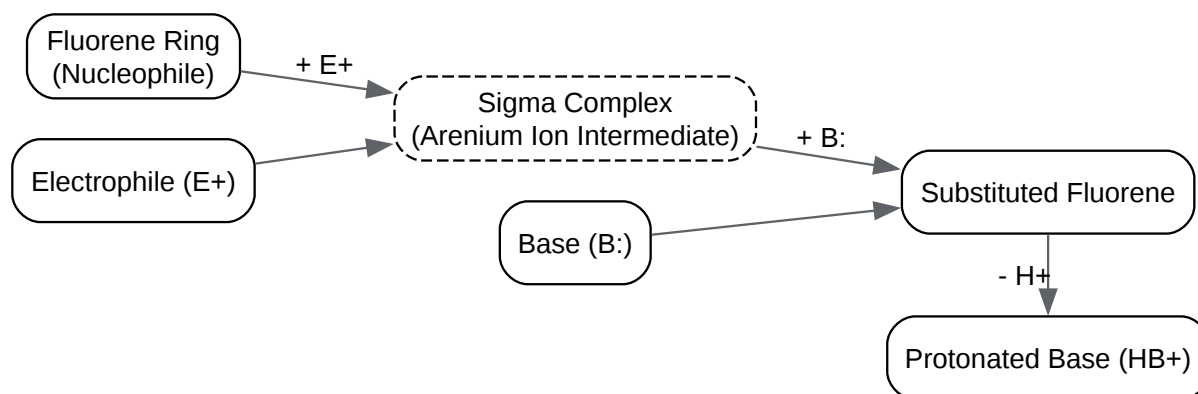 Fluorene Ring
(Nucleophile)
+ E+
Sigma Complex
(Arenium Ion Intermediate)
+ B:
Electrophile (E+)
Substituted Fluorene
Base (B:)
- H+
Protonated Base (HB+)